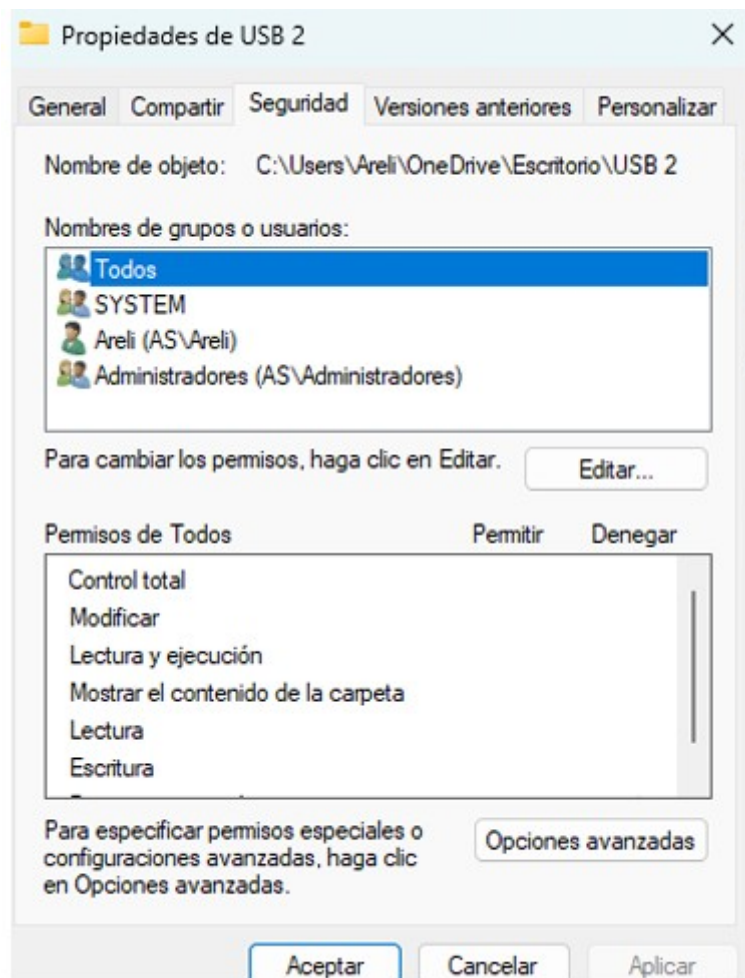 Propiedades de USB 2
General Compartir Seguridad Versiones anteriores Personalizar
Nombre de objeto: C:\Users\Areli\OneDrive\Escritorio\USB 2
Nombres de grupos o usuarios:
Todos
SYSTEM
Areli (AS\Areli)
Administradores (AS\Administradores)
Para cambiar los permisos, haga clic en Editar. Editar...
Permisos de Todos Permitir Denegar
Control total
Modificar
Lectura y ejecución
Mostrar el contenido de la carpeta
Lectura
Escritura
Para especificar permisos especiales o
configuraciones avanzadas, haga clic
en Opciones avanzadas.
Opciones avanzadas
Aceptar Cancelar Aplicar